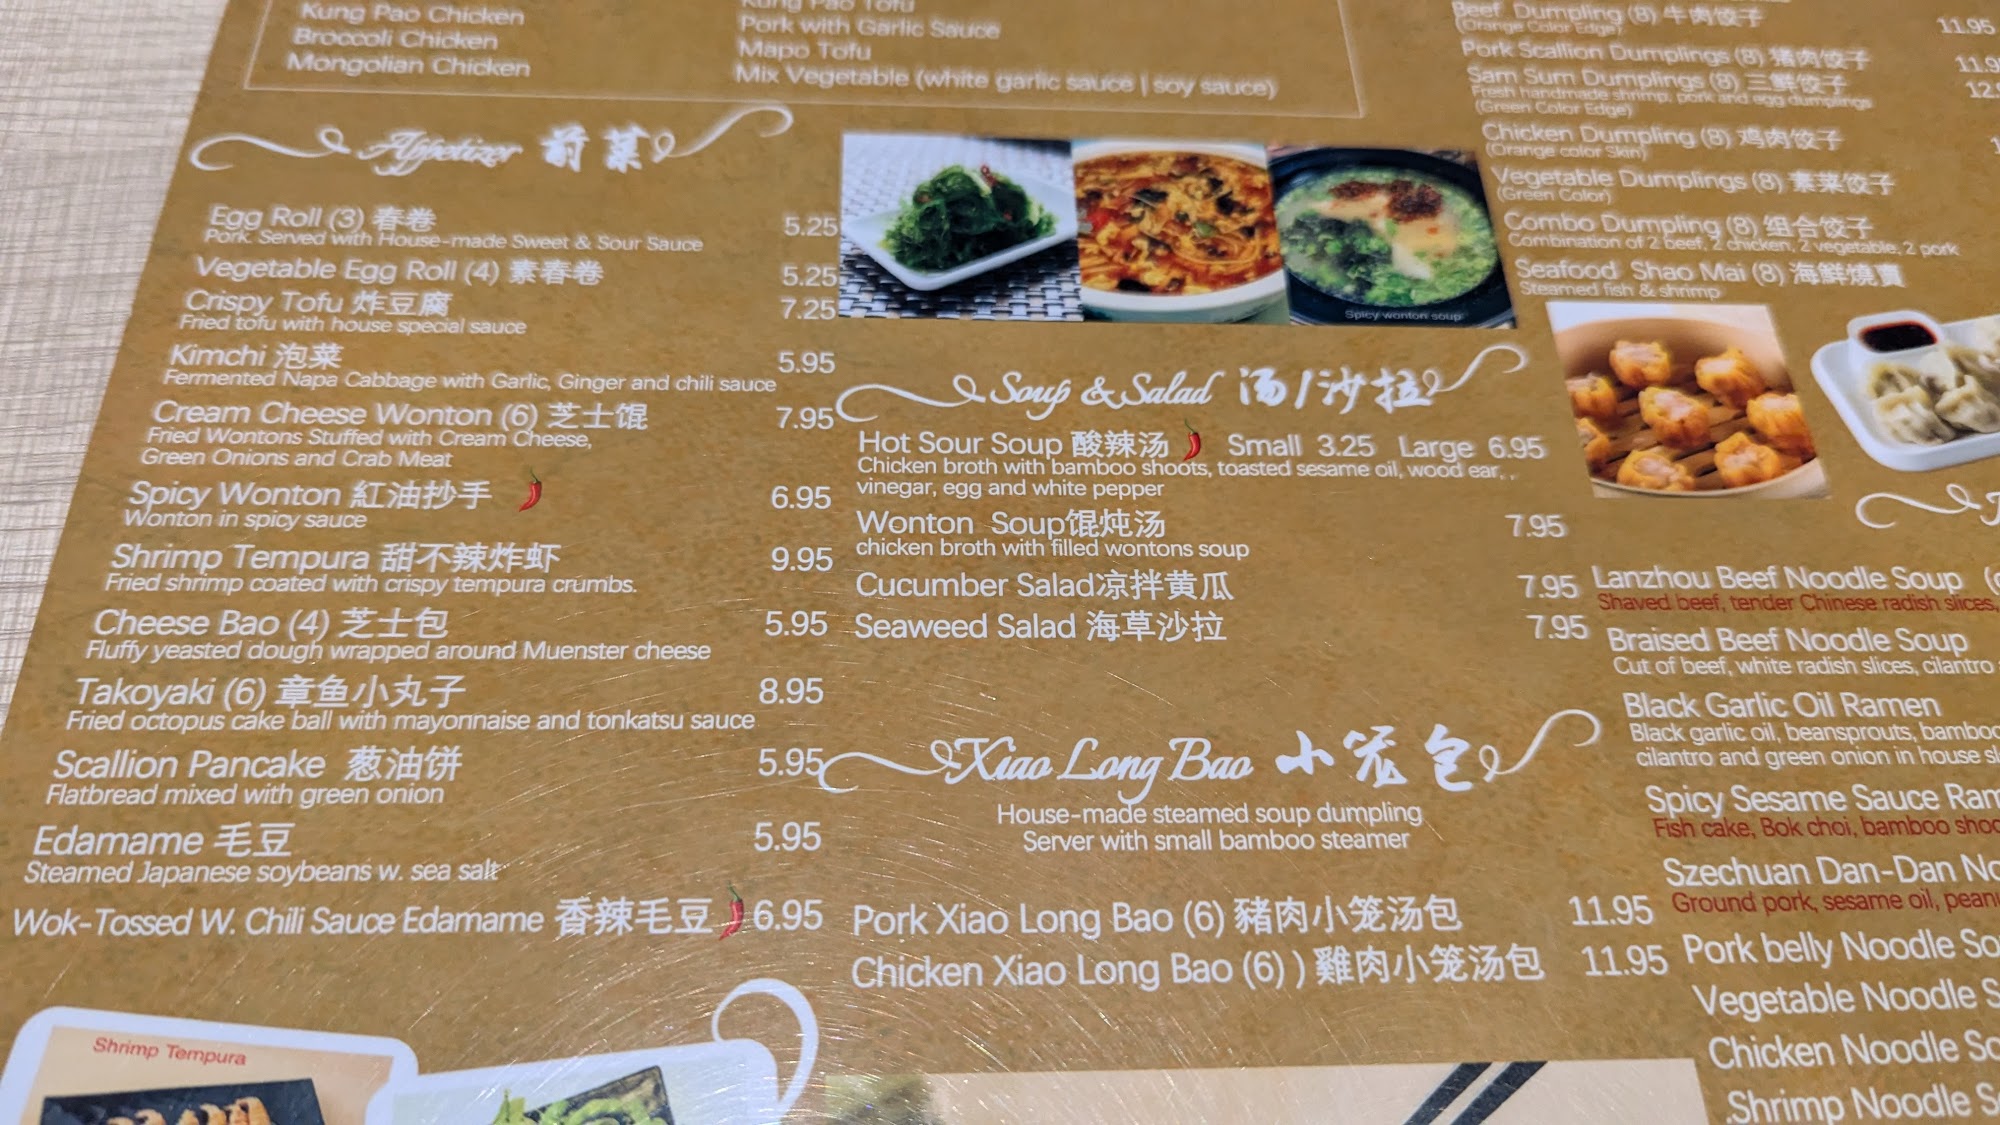 Kung Pao Chicken
Broccoli Chicken
Mongolian Chicken
Kung Pao Tofu
Pork with Garlic Sauce
Mapo Tofu
Mix Vegetable (white garlic sauce | soy sauce)
Appetizer 前菜
Egg Roll (3) 春卷 5.25
Pork. Served with House-made Sweet & Sour Sauce
Vegetable Egg Roll (4) 素春卷 5.25
Crispy Tofu 炸豆腐 7.25
Fried tofu with house special sauce
Kimchi 泡菜 5.95
Fermented Napa Cabbage with Garlic, Ginger and chili sauce
Cream Cheese Wonton (6) 芝士馄 7.95
Fried Wontons Stuffed with Cream Cheese,
Green Onions and Crab Meat
Spicy Wonton 紅油抄手 6.95
Wonton in spicy sauce
Shrimp Tempura 甜不辣炸虾 9.95
Fried shrimp coated with crispy tempura crumbs.
Cheese Bao (4) 芝士包 5.95
Fluffy yeasted dough wrapped around Muenster cheese
Takoyaki (6) 章鱼小丸子 8.95
Fried octopus cake ball with mayonnaise and tonkatsu sauce
Scallion Pancake 葱油饼 5.95
Flatbread mixed with green onion
Edamame 毛豆 5.95
Steamed Japanese soybeans w. sea salt
Wok-Tossed W. Chili Sauce Edamame 香辣毛豆 6.95
Shrimp Tempura
Spicy wonton soup
Soup & Salad 汤/沙拉
Hot Sour Soup 酸辣汤 Small 3.25 Large 6.95
Chicken broth with bamboo shoots, toasted sesame oil, wood ear, ,
vinegar, egg and white pepper
Wonton Soup馄炖汤 7.95
chicken broth with filled wontons soup
Cucumber Salad凉拌黄瓜 7.95
Seaweed Salad 海草沙拉 7.95
Xiao Long Bao 小笼包
House-made steamed soup dumpling
Server with small bamboo steamer
Pork Xiao Long Bao (6) 豬肉小笼汤包 11.95
Chicken Xiao Long Bao (6) ) 雞肉小笼汤包 11.95
Beef Dumpling (8) 牛肉饺子 11.95
(Orange Color Edge)
Pork Scallion Dumplings (8) 猪肉饺子
Sam Sum Dumplings (8) 三鲜饺子
Fresh handmade shrimp, pork and egg dumplings
(Green Color Edge)
Chicken Dumpling (8) 鸡肉饺子
(Orange color Skin)
Vegetable Dumplings (8) 素菜饺子
(Green Color)
Combo Dumpling (8) 组合饺子
Combination of 2 beef, 2 chicken, 2 vegetable, 2 pork
Seafood Shao Mai (8) 海鮮燒賣
Steamed fish & shrimp
Lanzhou Beef Noodle Soup
Shaved beef, tender Chinese radish slices,
Braised Beef Noodle Soup
Cut of beef, white radish slices, cilantro
Black Garlic Oil Ramen
Black garlic oil, beansprouts, bamboo
cilantro and green onion in house
Spicy Sesame Sauce
Fish cake, Bok choi, bamboo
Szechuan Dan-Dan
Ground pork, sesame oil,
Pork belly Noodle
Vegetable Noodle
Chicken Noodle
Shrimp Noodle